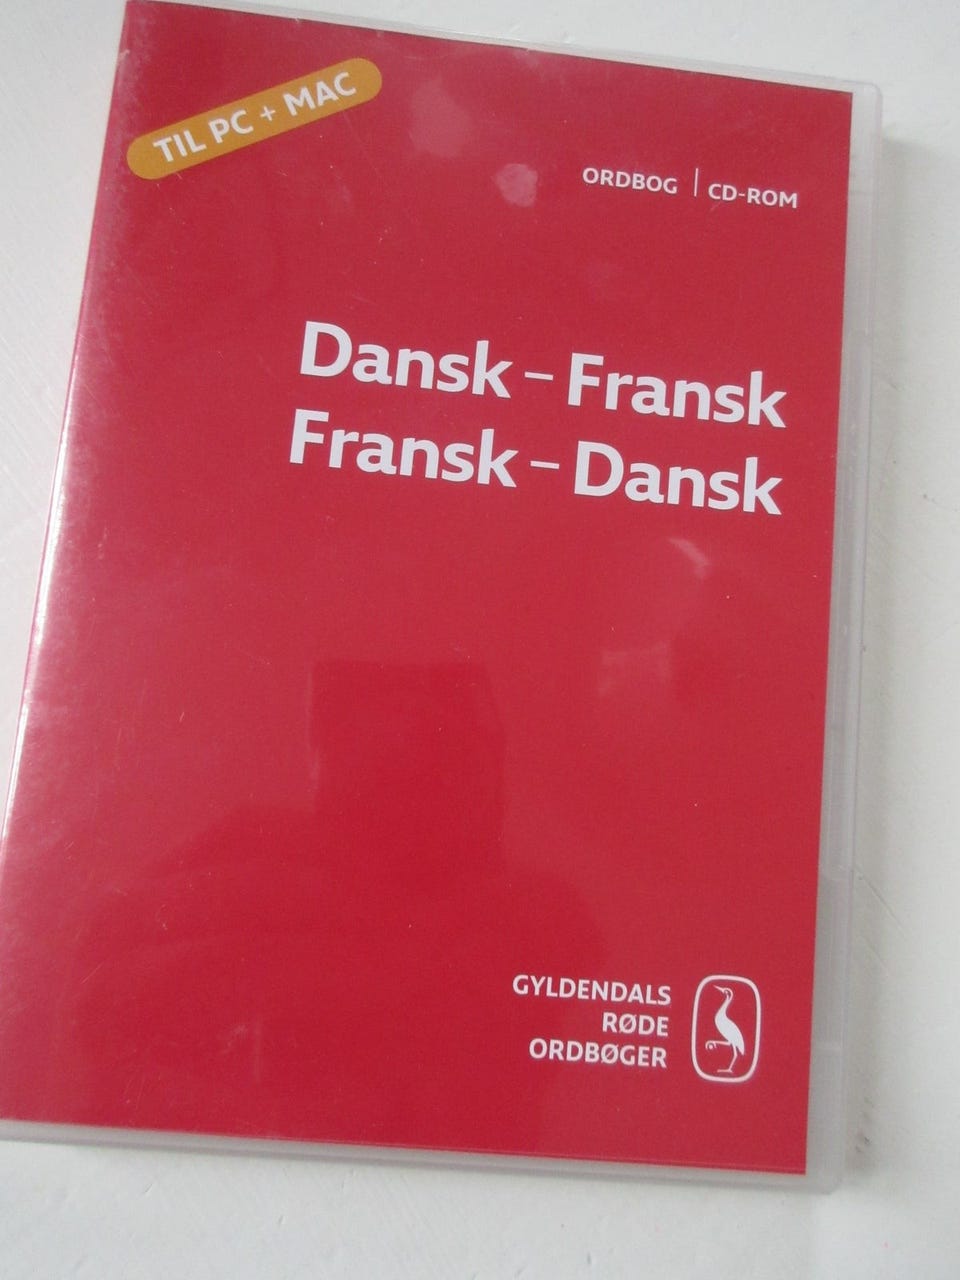 TIL PC + MAC
ORDBOG | CD-ROM
Dansk – Fransk
Fransk – Dansk
GYLDENDALS
RØDE
ORDBØGER